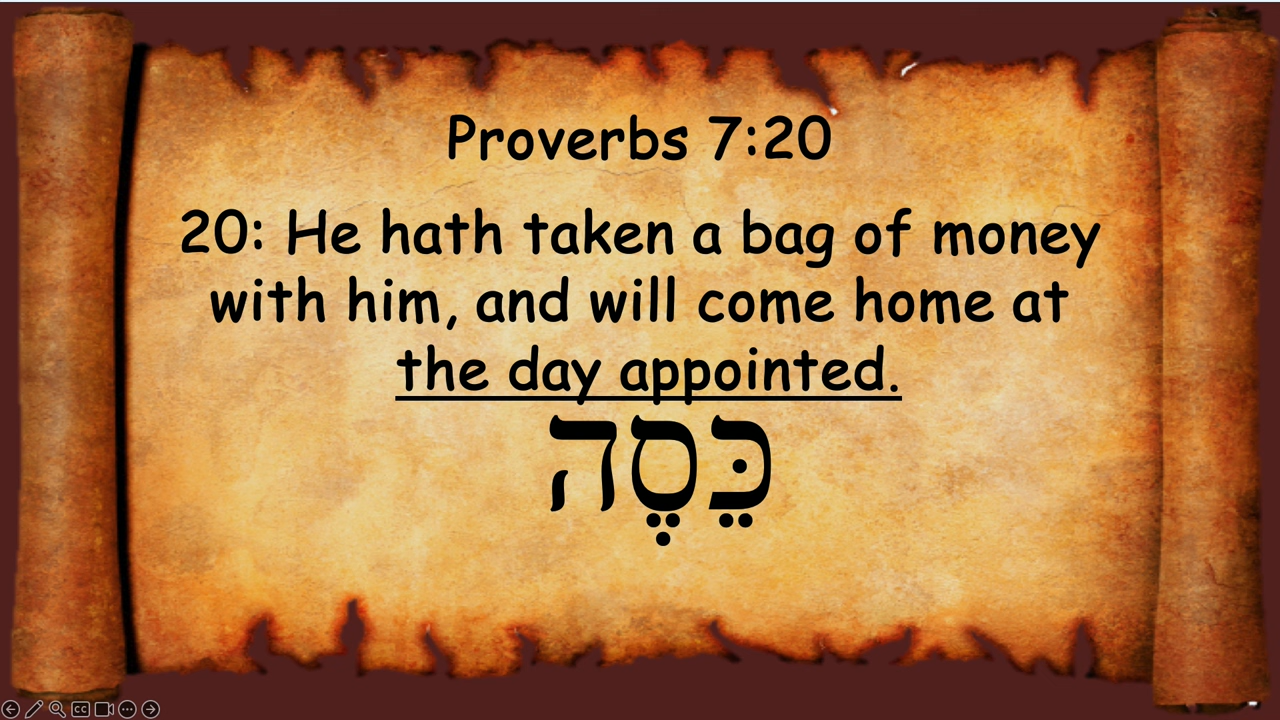 Proverbs 7:20
20: He hath taken a bag of money
with him, and will come home at
the day appointed.
כֵּסֶה
CC